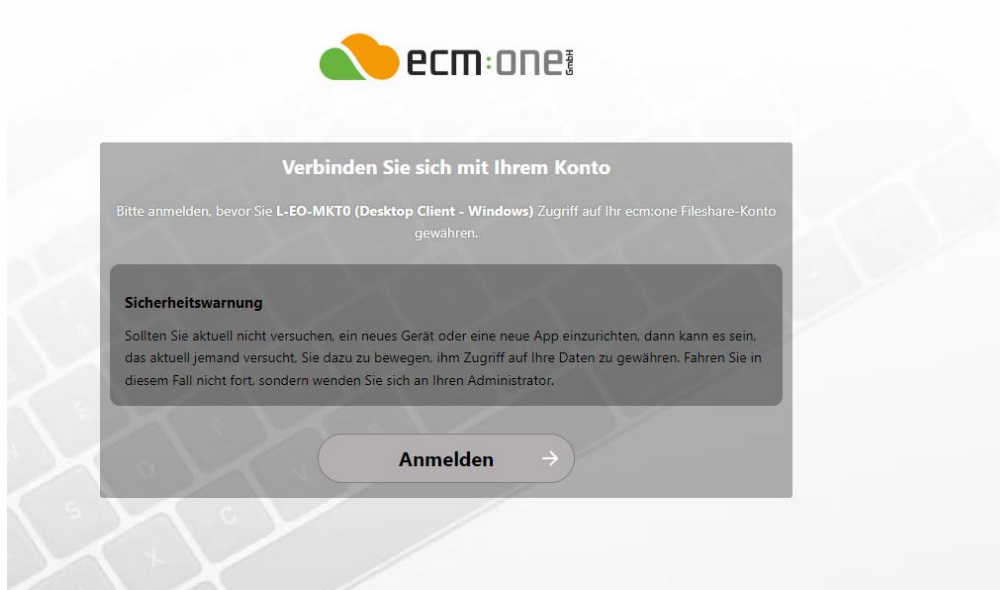 ecm:one GmbH
Verbinden Sie sich mit Ihrem Konto
Bitte anmelden, bevor Sie L-EO-MKT0 (Desktop Client - Windows) Zugriff auf Ihr ecm:one Fileshare-Konto
gewähren.
Sicherheitswarnung
Sollten Sie aktuell nicht versuchen, ein neues Gerät oder eine neue App einzurichten, dann kann es sein,
das aktuell jemand versucht, Sie dazu zu bewegen, ihm Zugriff auf Ihre Daten zu gewähren. Fahren Sie in
diesem Fall nicht fort, sondern wenden Sie sich an Ihren Administrator.
Anmelden →